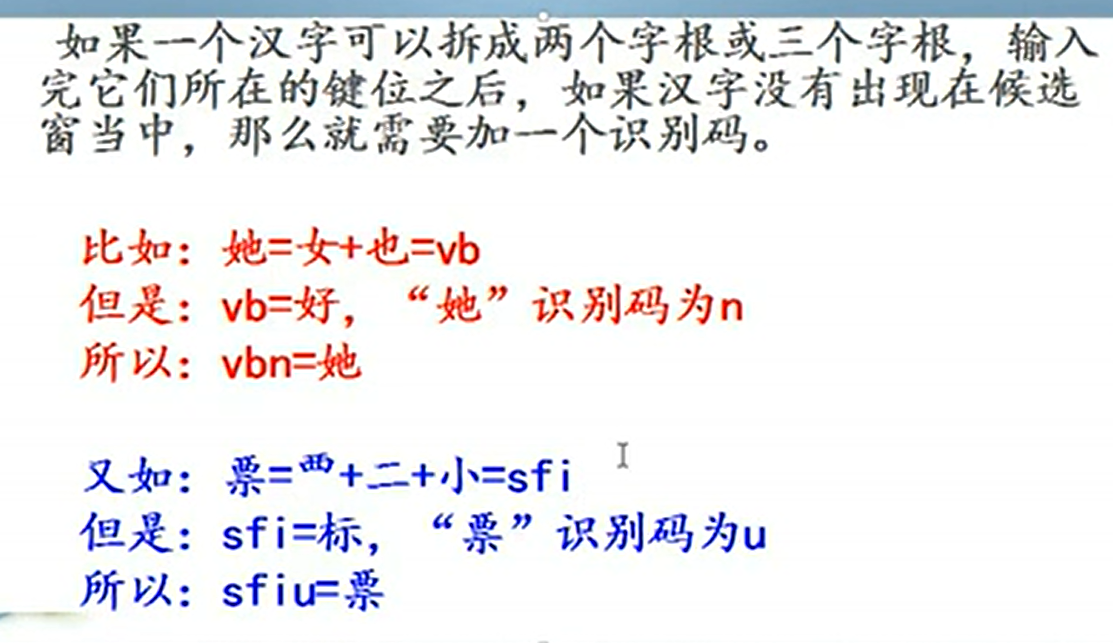 如果一个汉字可以拆成两个字根或三个字根，输入
完它们所在的键位之后，如果汉字没有出现在候选
窗当中，那么就需要加一个识别码。
比如：她=女+也=vb
但是：vb=好，“她”识别码为n
所以：vbn=她
又如：票=覀+二+小=sfi
但是：sfi=标，“票”识别码为u
所以：sfiu=票